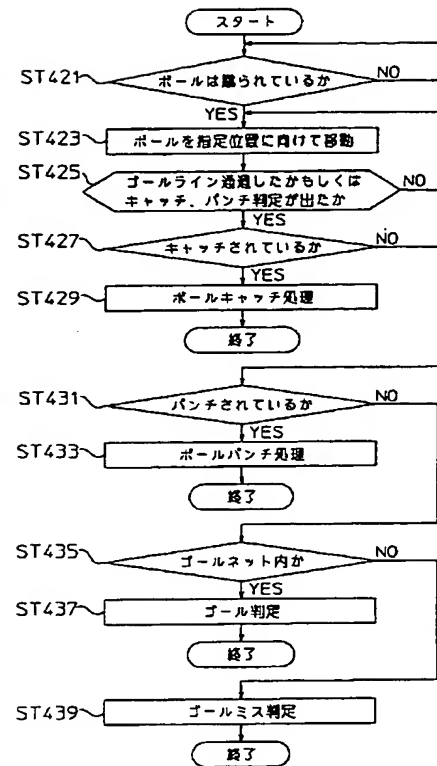 スタート
ST421
ボールは蹴られているか
NO
YES
ST423
ボールを指定位置に向けて移動
ST425
ゴールライン通過したかもしくは
キャッチ、パンチ判定が出たか
NO
YES
ST427
キャッチされているか
NO
YES
ST429
ボールキャッチ処理
終了
ST431
パンチされているか
NO
YES
ST433
ボールパンチ処理
終了
ST435
ゴールネット内か
NO
YES
ST437
ゴール判定
終了
ST439
ゴールミス判定
終了